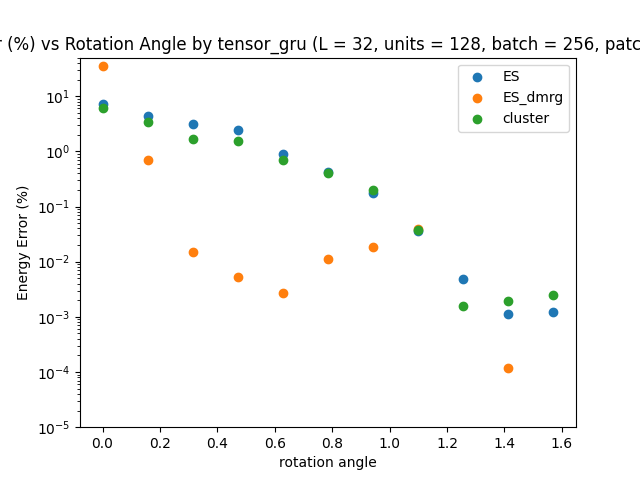 r (%) vs Rotation Angle by tensor_gru (L = 32, units = 128, batch = 256, patc
ES
ES_dmrg
cluster
Energy Error (%)
10^1
10^0
10^-1
10^-2
10^-3
10^-4
10^-5
0.0 0.2 0.4 0.6 0.8 1.0 1.2 1.4 1.6
rotation angle